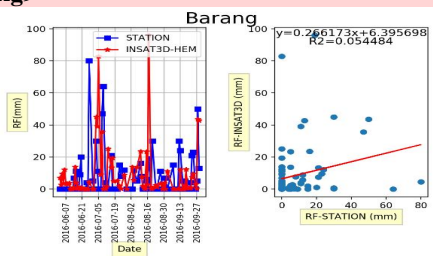 Barang
STATION
INSAT3D-HEM
100
80
60
40
20
0
RF(mm)
2016-06-07
2016-06-21
2016-07-05
2016-07-19
2016-08-02
2016-08-16
2016-08-30
2016-09-13
2016-09-27
Date
y=0.266173x+6.395698
R2=0.054484
100
80
60
40
20
0
RF-INSAT3D (mm)
0
20
40
60
80
RF-STATION (mm)